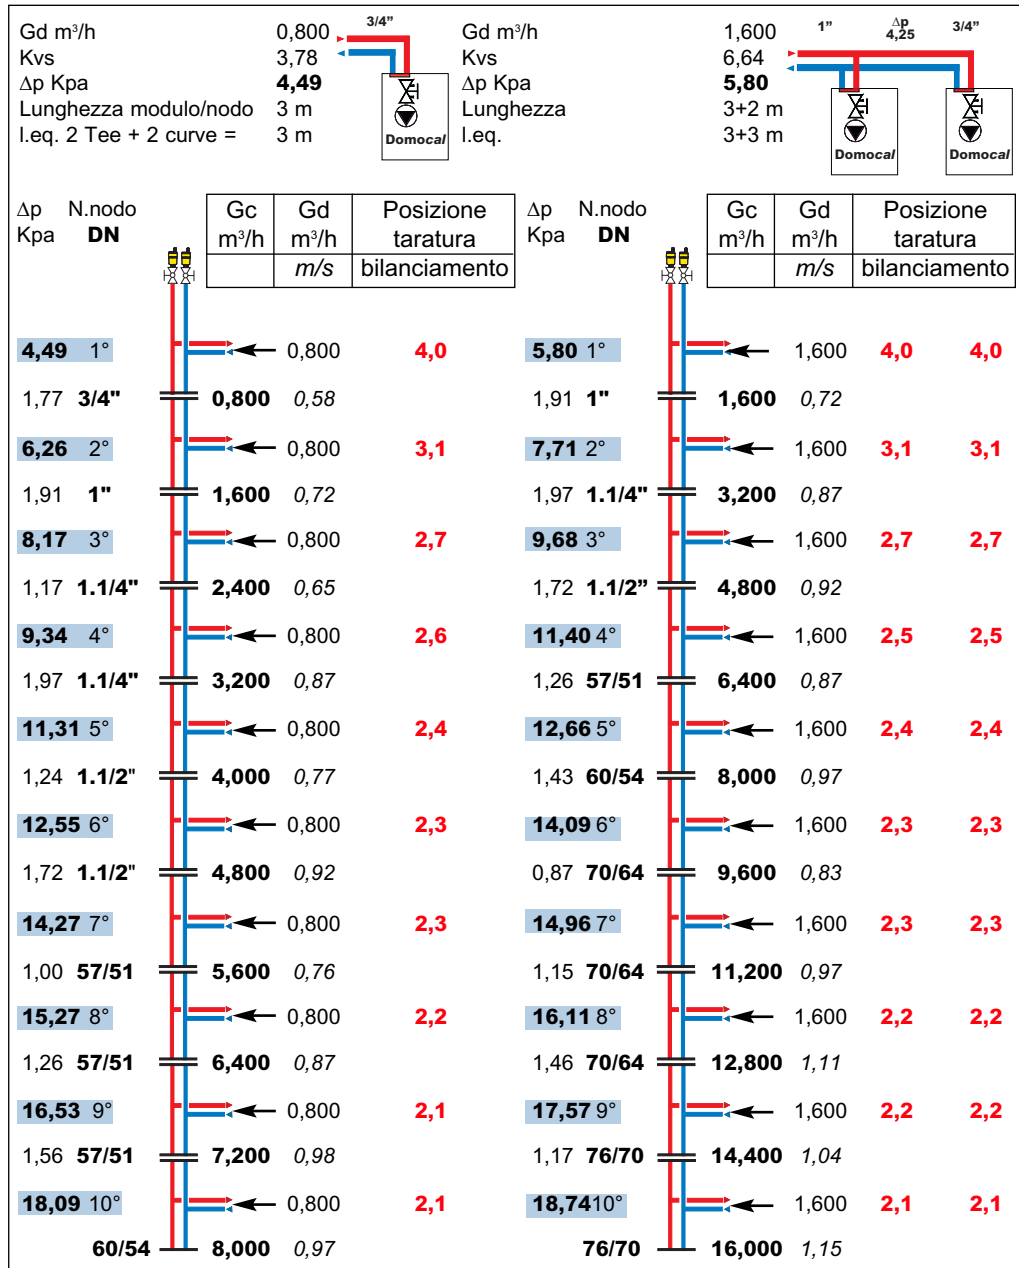 Gd m³/h 0,800 3/4”
Kvs 3,78
Δp Kpa 4,49
Lunghezza modulo/nodo 3 m
l.eq. 2 Tee + 2 curve = 3 m
Domocal
Gd m³/h 1,600 1” Δp 4,25 3/4”
Kvs 6,64
Δp Kpa 5,80
Lunghezza 3+2 m
l.eq. 3+3 m
Domocal Domocal
Δp N.nodo Gc Gd Posizione
Kpa DN m³/h m³/h taratura
m/s bilanciamento
4,49 1° 0,800 4,0
1,77 3/4" 0,800 0,58
6,26 2° 0,800 3,1
1,91 1" 1,600 0,72
8,17 3° 0,800 2,7
1,17 1.1/4" 2,400 0,65
9,34 4° 0,800 2,6
1,97 1.1/4" 3,200 0,87
11,31 5° 0,800 2,4
1,24 1.1/2" 4,000 0,77
12,55 6° 0,800 2,3
1,72 1.1/2" 4,800 0,92
14,27 7° 0,800 2,3
1,00 57/51 5,600 0,76
15,27 8° 0,800 2,2
1,26 57/51 6,400 0,87
16,53 9° 0,800 2,1
1,56 57/51 7,200 0,98
18,09 10° 0,800 2,1
60/54 8,000 0,97
Δp N.nodo Gc Gd Posizione
Kpa DN m³/h m³/h taratura
m/s bilanciamento
5,80 1° 1,600 4,0 4,0
1,91 1" 1,600 0,72
7,71 2° 1,600 3,1 3,1
1,97 1.1/4" 3,200 0,87
9,68 3° 1,600 2,7 2,7
1,72 1.1/2” 4,800 0,92
11,40 4° 1,600 2,5 2,5
1,26 57/51 6,400 0,87
12,66 5° 1,600 2,4 2,4
1,43 60/54 8,000 0,97
14,09 6° 1,600 2,3 2,3
0,87 70/64 9,600 0,83
14,96 7° 1,600 2,3 2,3
1,15 70/64 11,200 0,97
16,11 8° 1,600 2,2 2,2
1,46 70/64 12,800 1,11
17,57 9° 1,600 2,2 2,2
1,17 76/70 14,400 1,04
18,74 10° 1,600 2,1 2,1
76/70 16,000 1,15